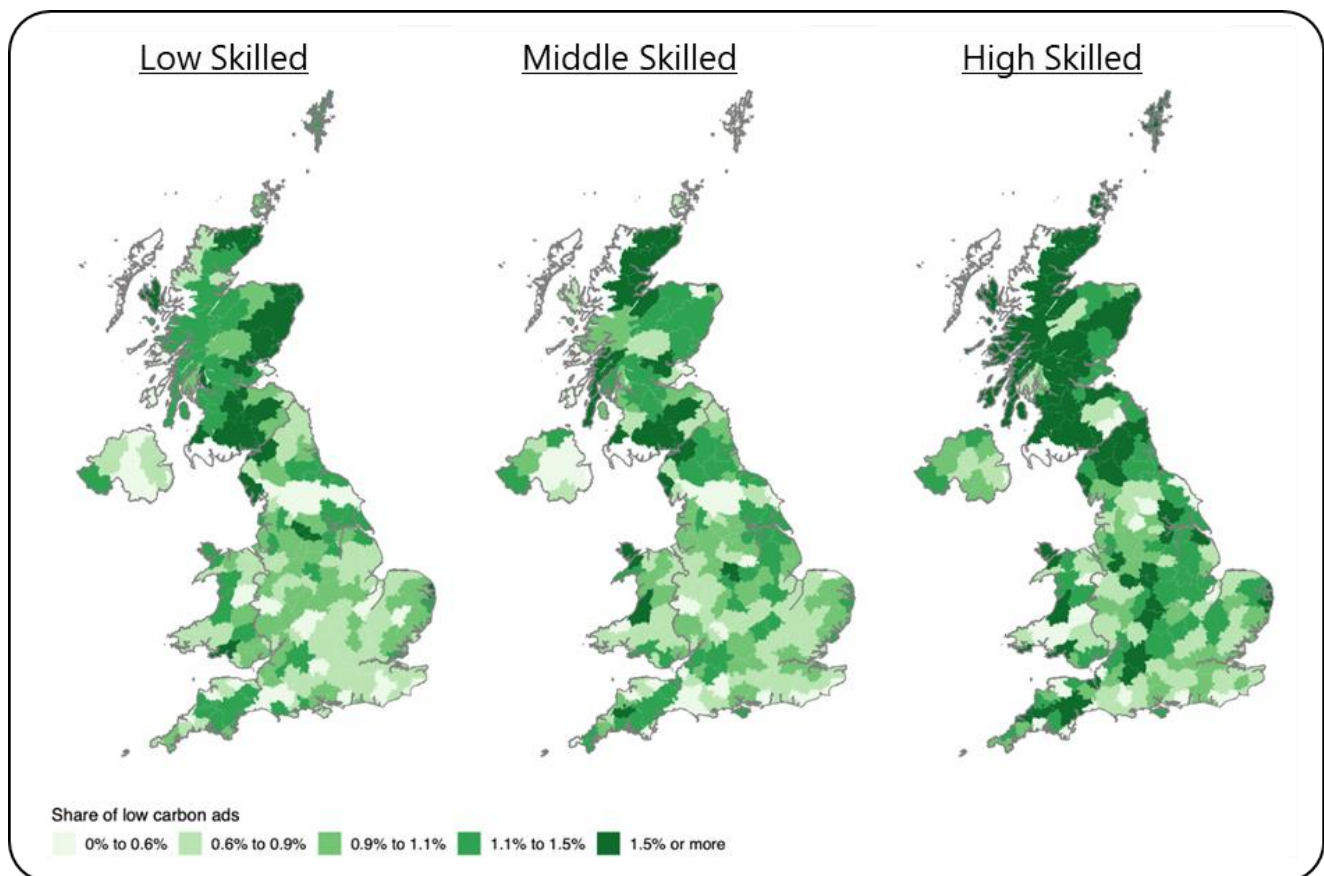 Low Skilled
Middle Skilled
High Skilled
Share of low carbon ads
0% to 0.6%
0.6% to 0.9%
0.9% to 1.1%
1.1% to 1.5%
1.5% or more